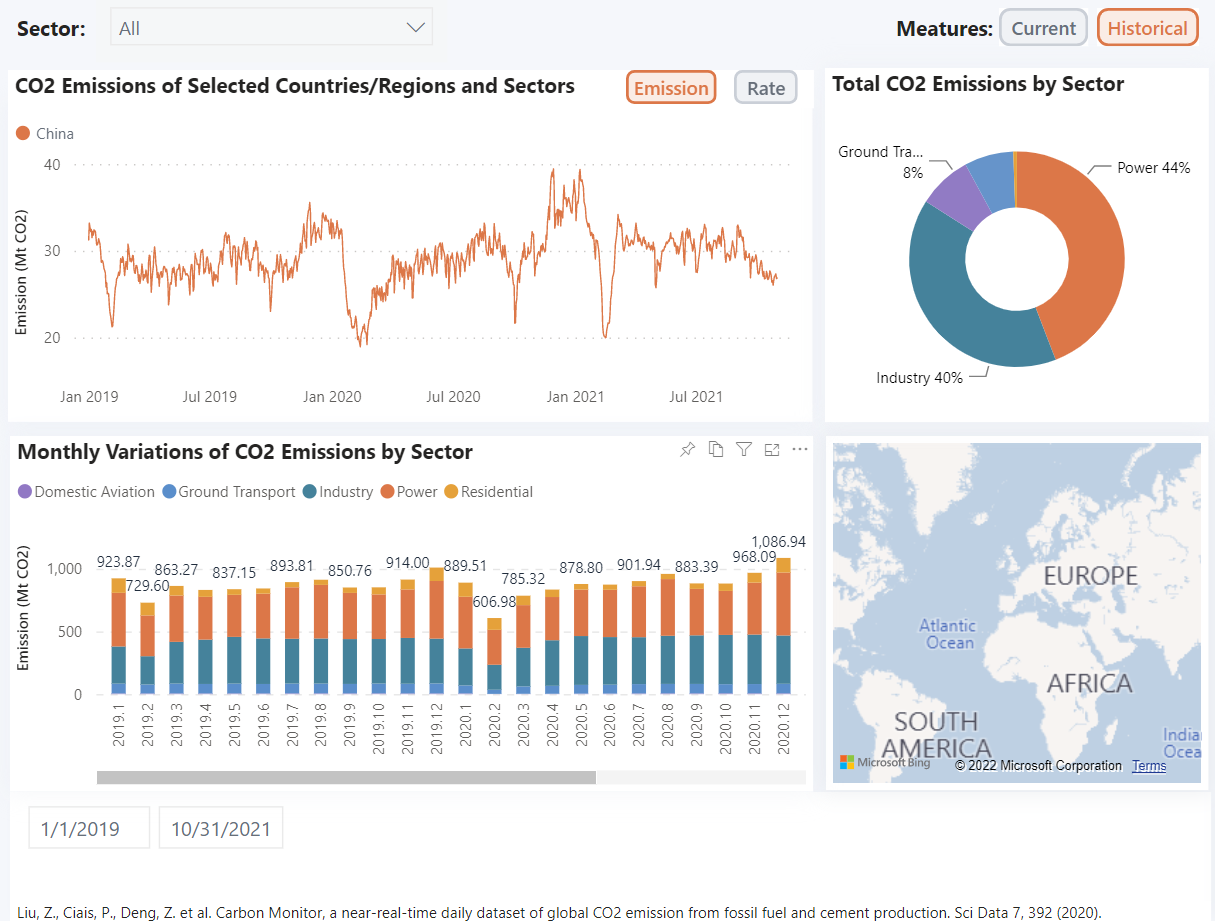 Sector: All Meatures: Current Historical
CO2 Emissions of Selected Countries/Regions and Sectors Emission Rate
China
Emission (Mt CO2)
40
30
20
Jan 2019 Jul 2019 Jan 2020 Jul 2020 Jan 2021 Jul 2021
Total CO2 Emissions by Sector
Ground Tra...
8%
Power 44%
Industry 40%
Monthly Variations of CO2 Emissions by Sector
Domestic Aviation Ground Transport Industry Power Residential
Emission (Mt CO2)
1,000
500
0
923.87 729.60 863.27 837.15 893.81 850.76 914.00 889.51 606.98 785.32 878.80 901.94 883.39 968.09 1,086.94
2019.1 2019.2 2019.3 2019.4 2019.5 2019.6 2019.7 2019.8 2019.9 2019.10 2019.11 2019.12 2020.1 2020.2 2020.3 2020.4 2020.5 2020.6 2020.7 2020.8 2020.9 2020.10 2020.11 2020.12
EUROPE
Atlantic
Ocean
AFRICA
SOUTH
AMERICA
India
Ocea
Microsoft Bing © 2022 Microsoft Corporation Terms
1/1/2019 10/31/2021
Liu, Z., Ciais, P., Deng, Z. et al. Carbon Monitor, a near-real-time daily dataset of global CO2 emission from fossil fuel and cement production. Sci Data 7, 392 (2020).